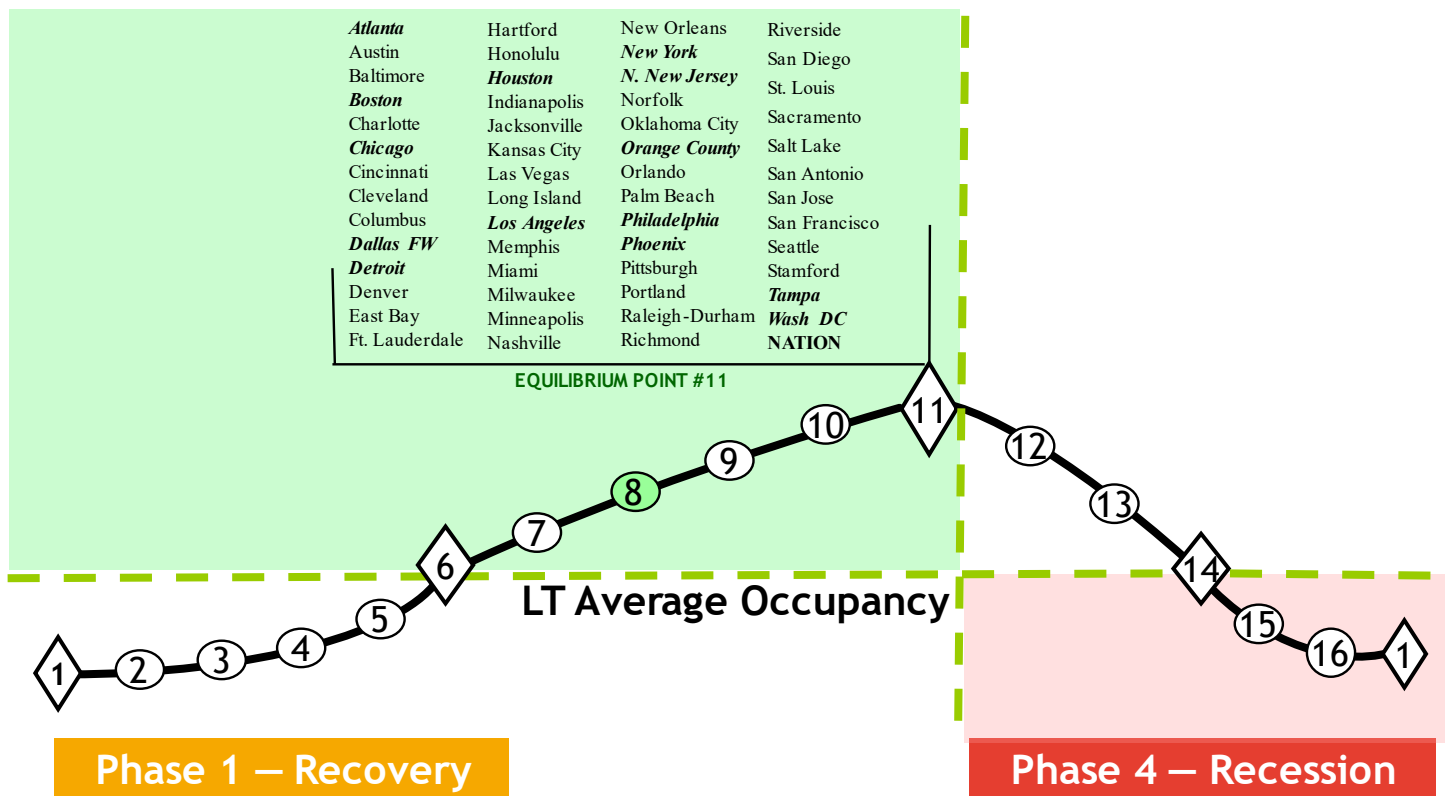 Atlanta
Austin
Baltimore
Boston
Charlotte
Chicago
Cincinnati
Cleveland
Columbus
Dallas FW
Detroit
Denver
East Bay
Ft. Lauderdale
Hartford
Honolulu
Houston
Indianapolis
Jacksonville
Kansas City
Las Vegas
Long Island
Los Angeles
Memphis
Miami
Milwaukee
Minneapolis
Nashville
New Orleans
New York
N. New Jersey
Norfolk
Oklahoma City
Orange County
Orlando
Palm Beach
Philadelphia
Phoenix
Pittsburgh
Portland
Raleigh-Durham
Richmond
Riverside
San Diego
St. Louis
Sacramento
Salt Lake
San Antonio
San Jose
San Francisco
Seattle
Stamford
Tampa
Wash DC
NATION
EQUILIBRIUM POINT #11
1
2
3
4
5
6
7
8
9
10
11
12
13
14
15
16
1
LT Average Occupancy
Phase 1 — Recovery
Phase 4 — Recession